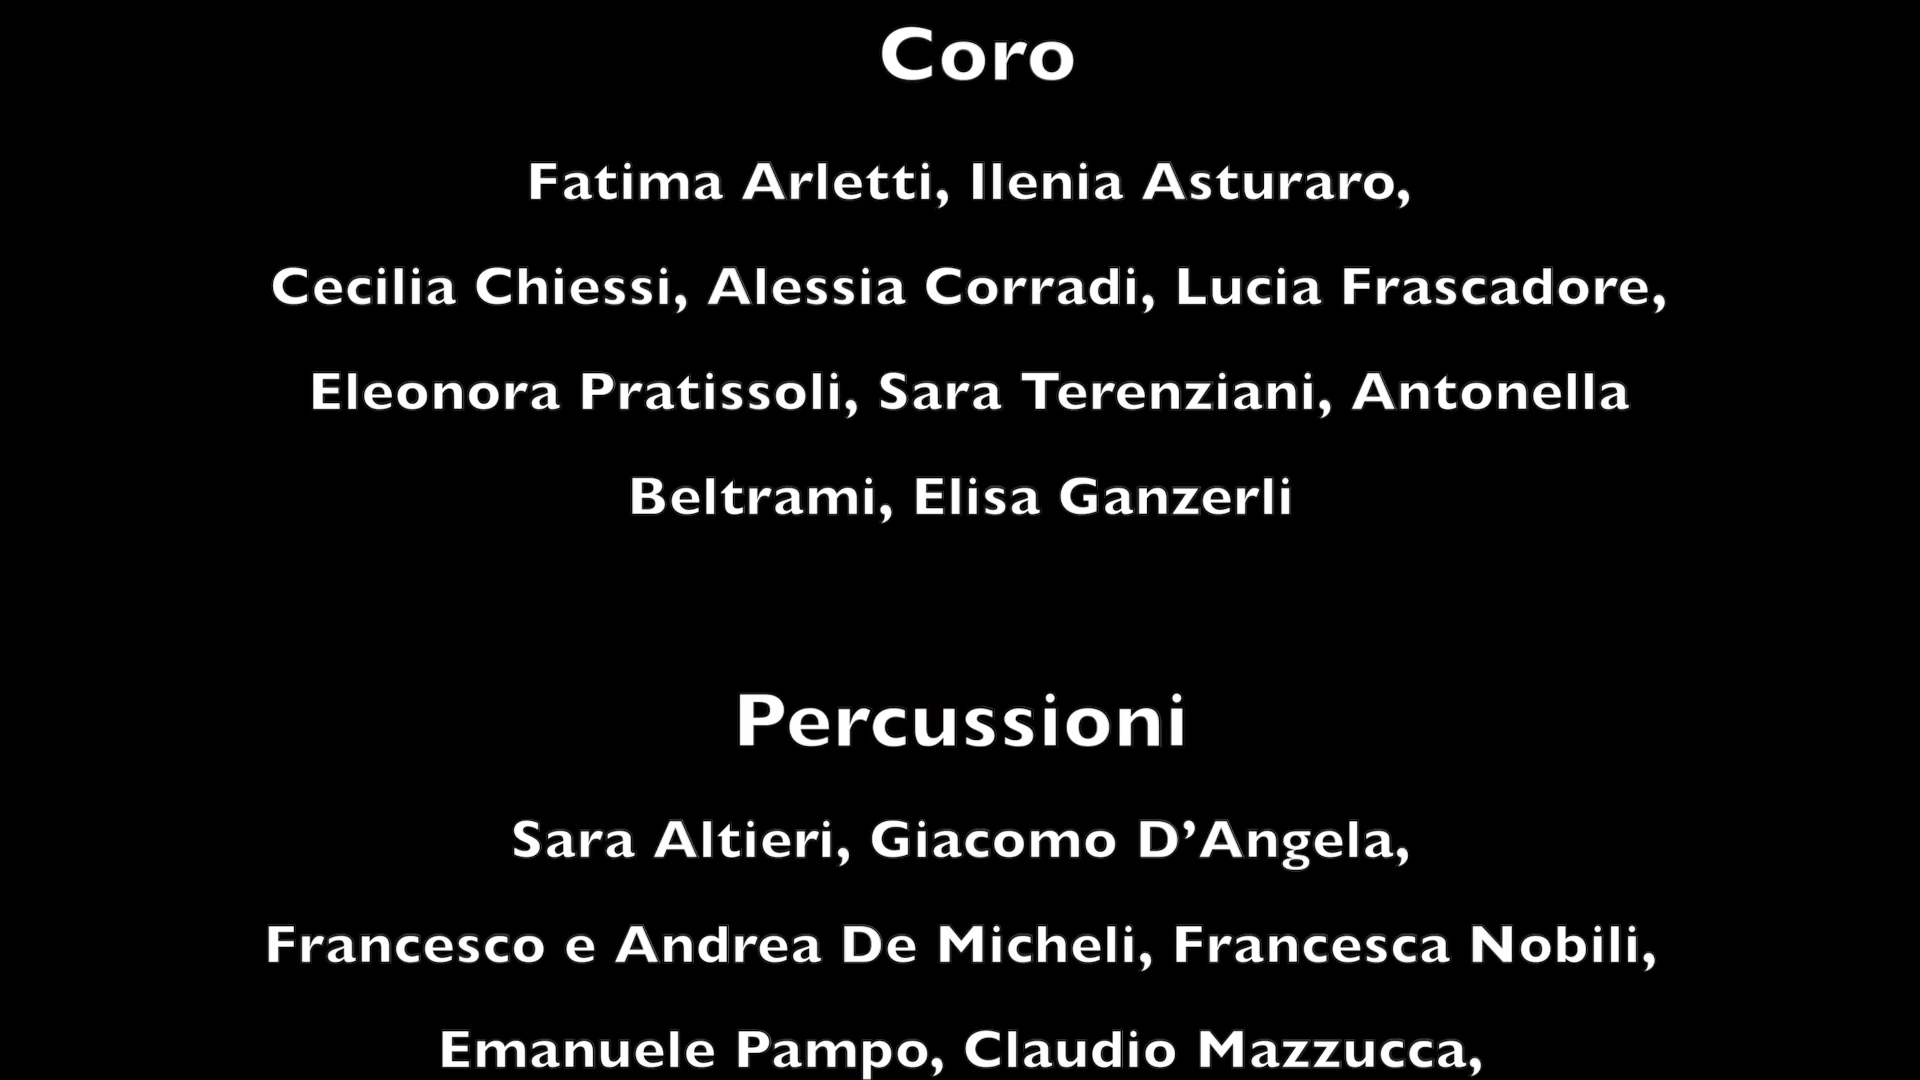 Coro
Fatima Arletti, Ilenia Asturaro,
Cecilia Chiessi, Alessia Corradi, Lucia Frascadore,
Eleonora Pratissoli, Sara Terenziani, Antonella
Beltrami, Elisa Ganzerli
Percussioni
Sara Altieri, Giacomo D’Angela,
Francesco e Andrea De Micheli, Francesca Nobili,
Emanuele Pampo, Claudio Mazzucca,